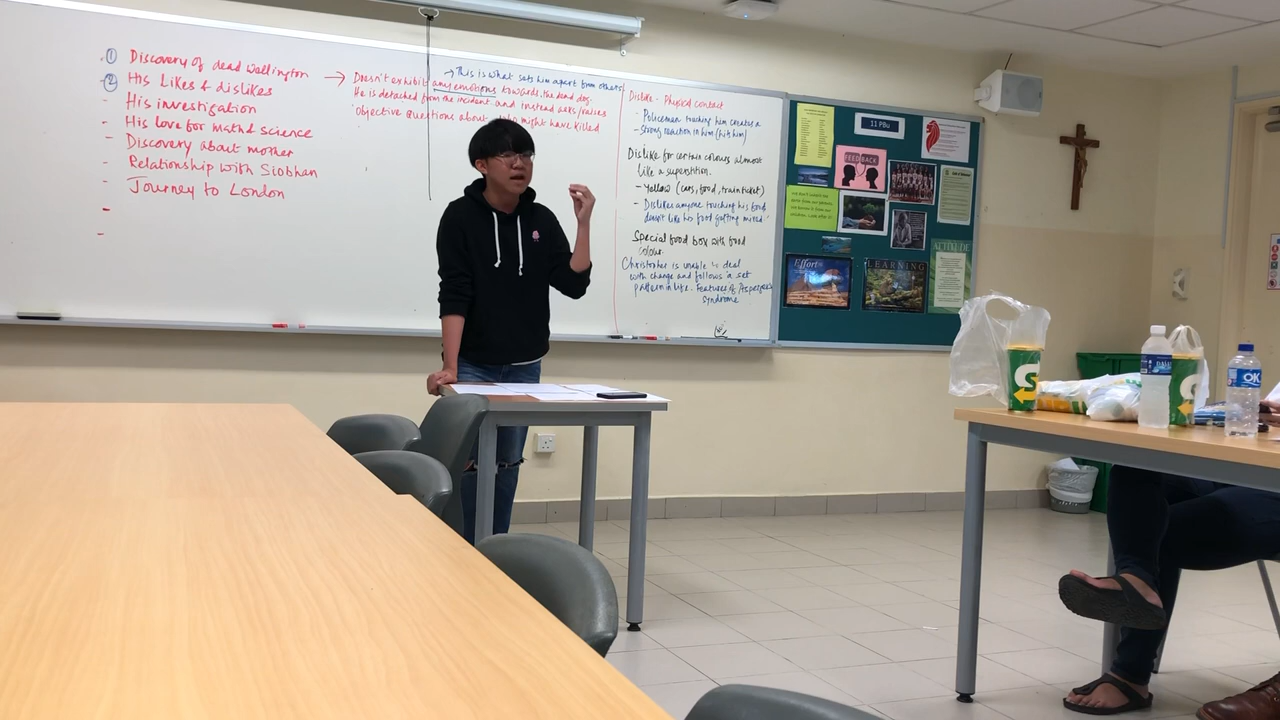 ① Discovery of dead Wellington
② His Likes & dislikes
- His investigation
- His love for math & science
- Discovery about mother
- Relationship with Siobhan
- Journey to London
→ This is what sets him apart from others
→ Doesn't exhibit any emotions towards the dead dog.
He is detached from the incident and instead asks/raises
objective questions about who might have killed
Dislike - Physical contact
- Policeman touching him creates a
- Strong reaction in him (hit him)
Dislike for certain colours almost
like a superstition.
- Yellow (cars, food, train ticket)
- Dislikes anyone touching his food
doesn't like his food getting mixed
Special food box with food
colour.
Christopher is unable to deal
with change and follows a set
pattern in life. Features of Asperger's
syndrome
11 PBu
FEEDBACK
ATTITUDE
Effort
LEARNING
OK